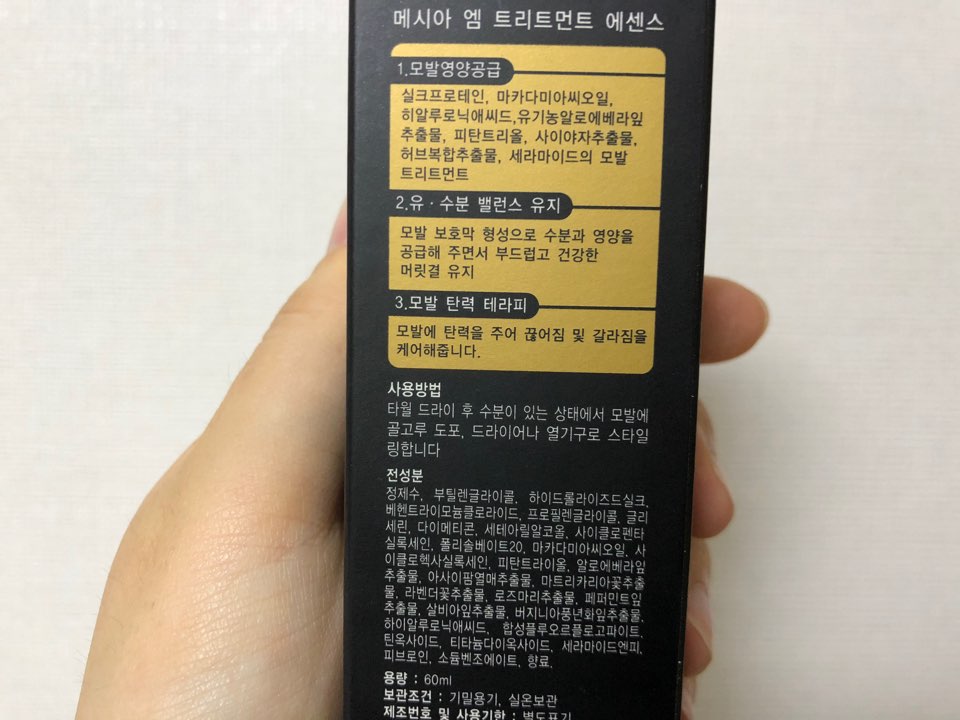 메시아 엠 트리트먼트 에센스
1.모발영양공급
실크프로테인, 마카다미아씨오일,
히알루로닉애씨드,유기농알로에베라잎
추출물, 피탄트리올, 사이야자추출물,
허브복합추출물, 세라마이드의 모발
트리트먼트
2.유·수분 밸런스 유지
모발 보호막 형성으로 수분과 영양을
공급해 주면서 부드럽고 건강한
머릿결 유지
3.모발 탄력 테라피
모발에 탄력을 주어 끊어짐 및 갈라짐을
케어해줍니다.
사용방법
타월 드라이 후 수분이 있는 상태에서 모발에
골고루 도포, 드라이어나 열기구로 스타일
링합니다
전성분
정제수, 부틸렌글라이콜, 하이드롤라이즈드실크,
베헨트라이모늄클로라이드, 프로필렌글라이콜, 글리
세린, 다이메티콘, 세테아릴알코올, 사이클로펜타
실록세인, 폴리솔베이트20, 마카다미아씨오일, 사
이클로헥사실록세인, 피탄트라이올, 알로에베라잎
추출물, 아사이팜열매추출물, 마트리카리아꽃추출
물, 라벤더꽃추출물, 로즈마리추출물, 페퍼민트잎
추출물, 살비아잎추출물, 버지니아풍년화잎추출물,
하이알루로닉애씨드, 합성플루오르플로고파이트,
틴옥사이드, 티타늄다이옥사이드, 세라마이드엔피,
피브로인, 소듐벤조에이트, 향료,
용량 : 60ml
보관조건 : 기밀용기, 실온보관
제조번호 및 사용기한 : 별도표기